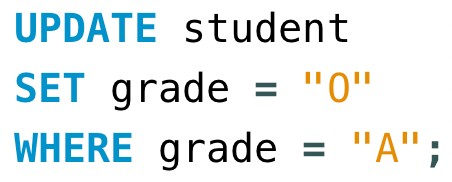 UPDATE student
SET grade = "O"
WHERE grade = "A";